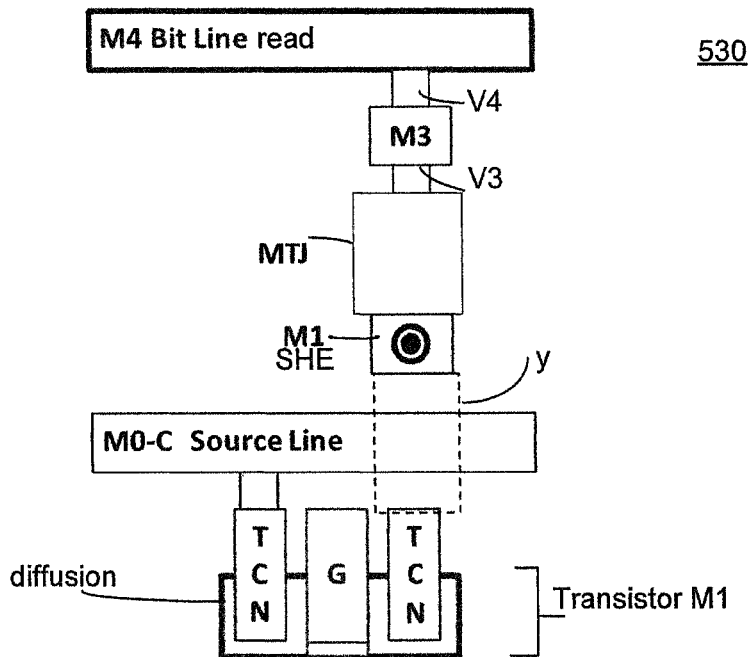 M4 Bit Line read
530
V4
M3
V3
MTJ
M1
SHE
y
M0-C Source Line
T C N
G
T C N
diffusion
Transistor M1